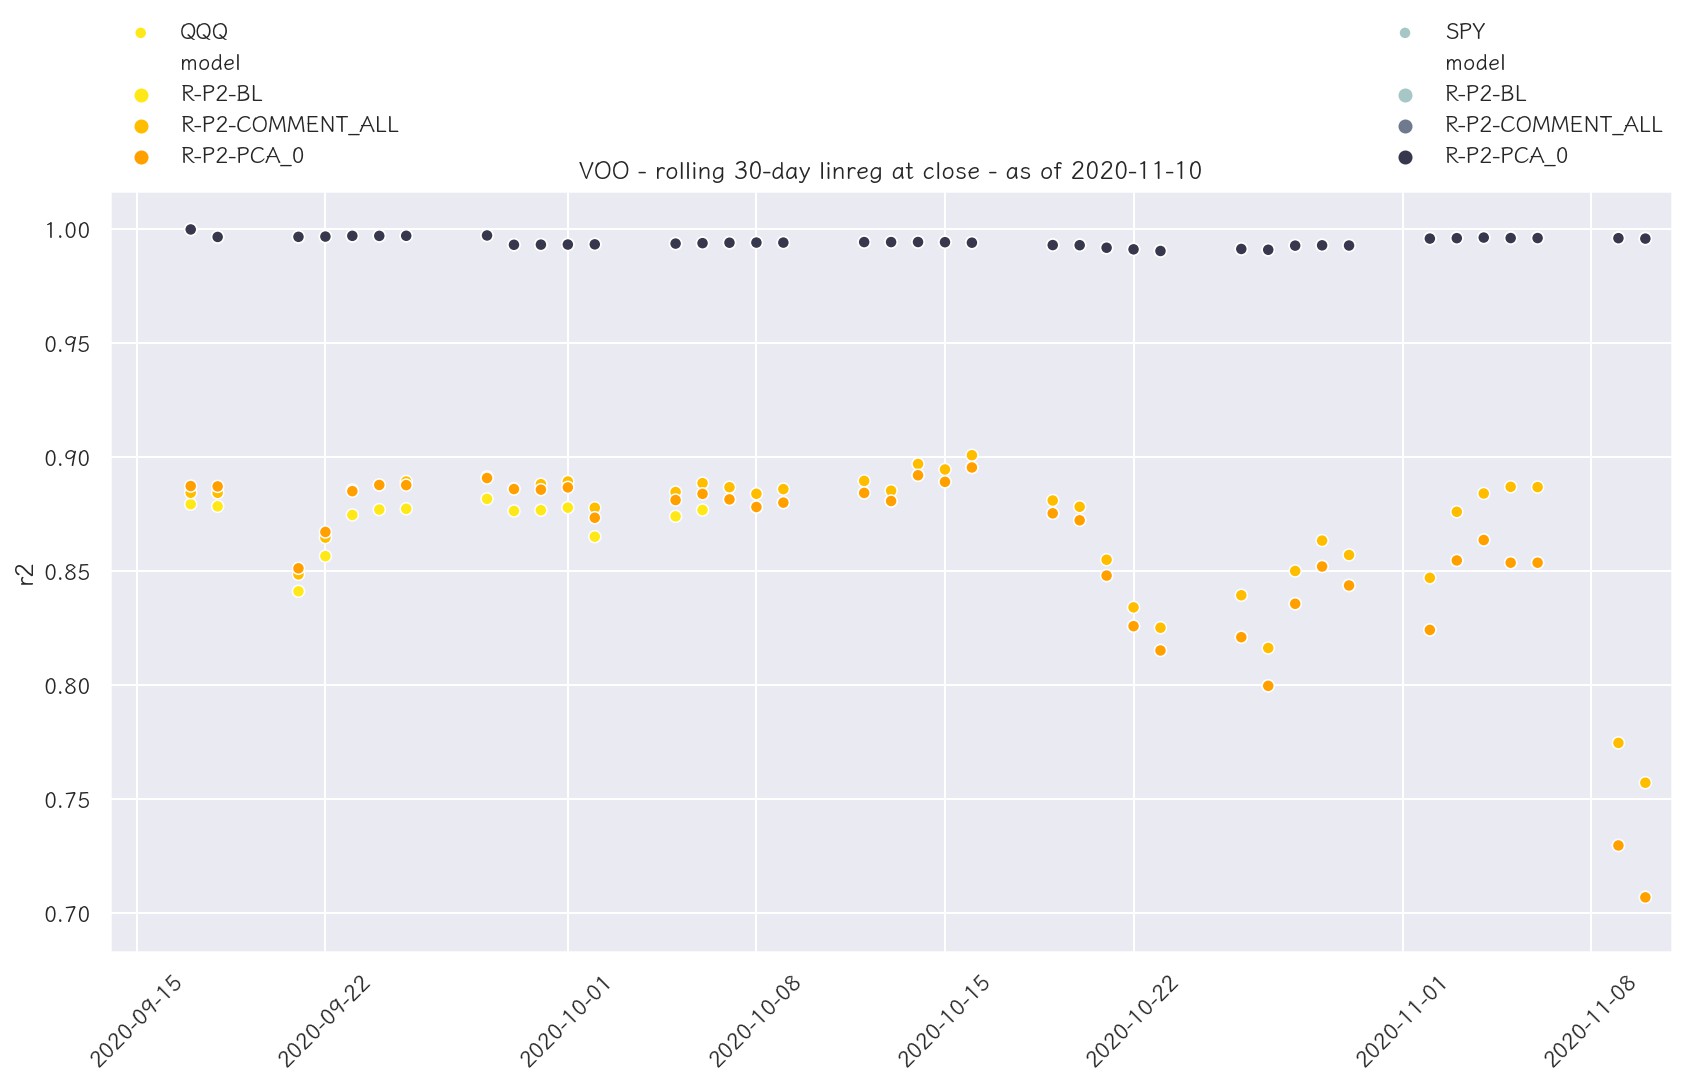 QQQ
model
R-P2-BL
R-P2-COMMENT_ALL
R-P2-PCA_0
SPY
model
R-P2-BL
R-P2-COMMENT_ALL
R-P2-PCA_0
VOO - rolling 30-day linreg at close - as of 2020-11-10
1.00
0.95
0.90
0.85
0.80
0.75
0.70
r2
2020-09-15
2020-09-22
2020-10-01
2020-10-08
2020-10-15
2020-10-22
2020-11-01
2020-11-08